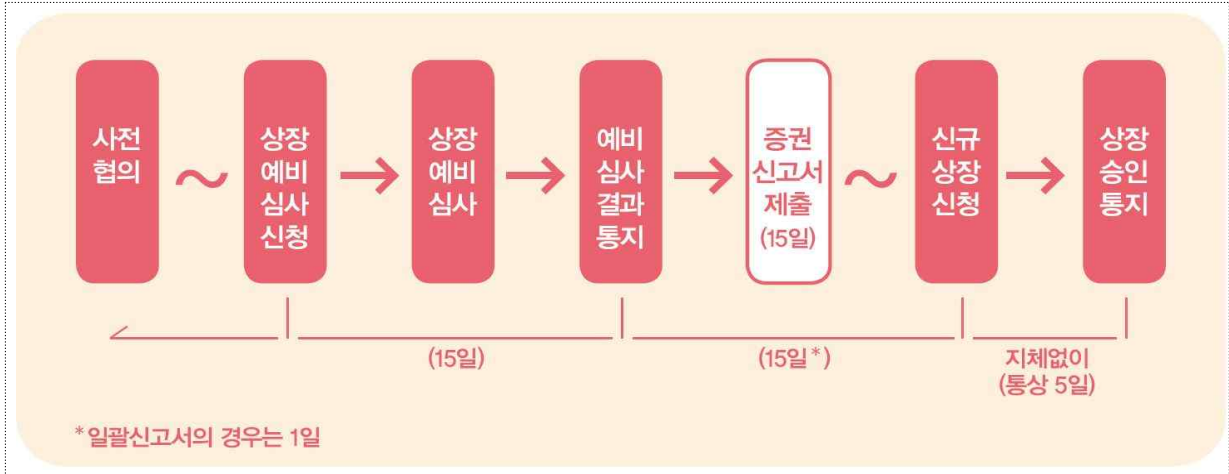 사전
협의
상장
예비
심사
신청
상장
예비
심사
예비
심사
결과
통지
증권
신고서
제출
(15일)
신규
상장
신청
상장
승인
통지
(15일)
(15일*)
지체없이
(통상 5일)
*일괄신고서의 경우는 1일